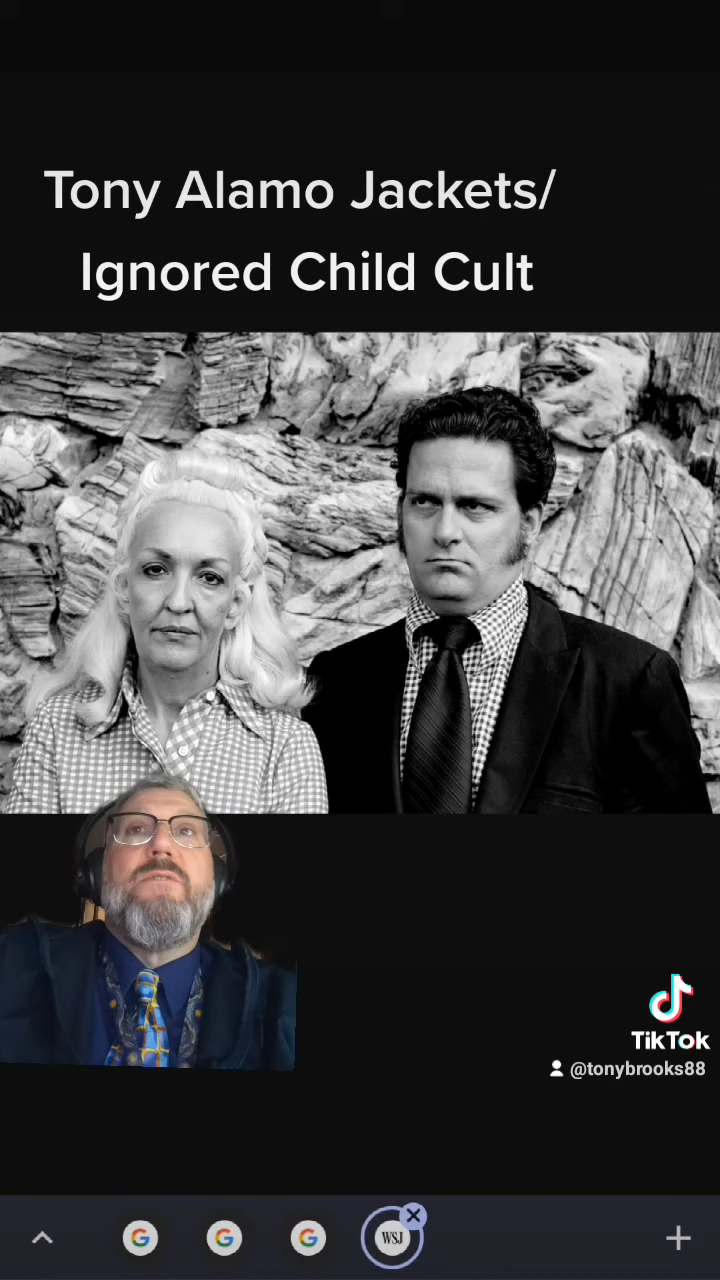 Tony Alamo Jackets/
Ignored Child Cult
TikTok
@tonybrooks88
G
G
G
WSJ